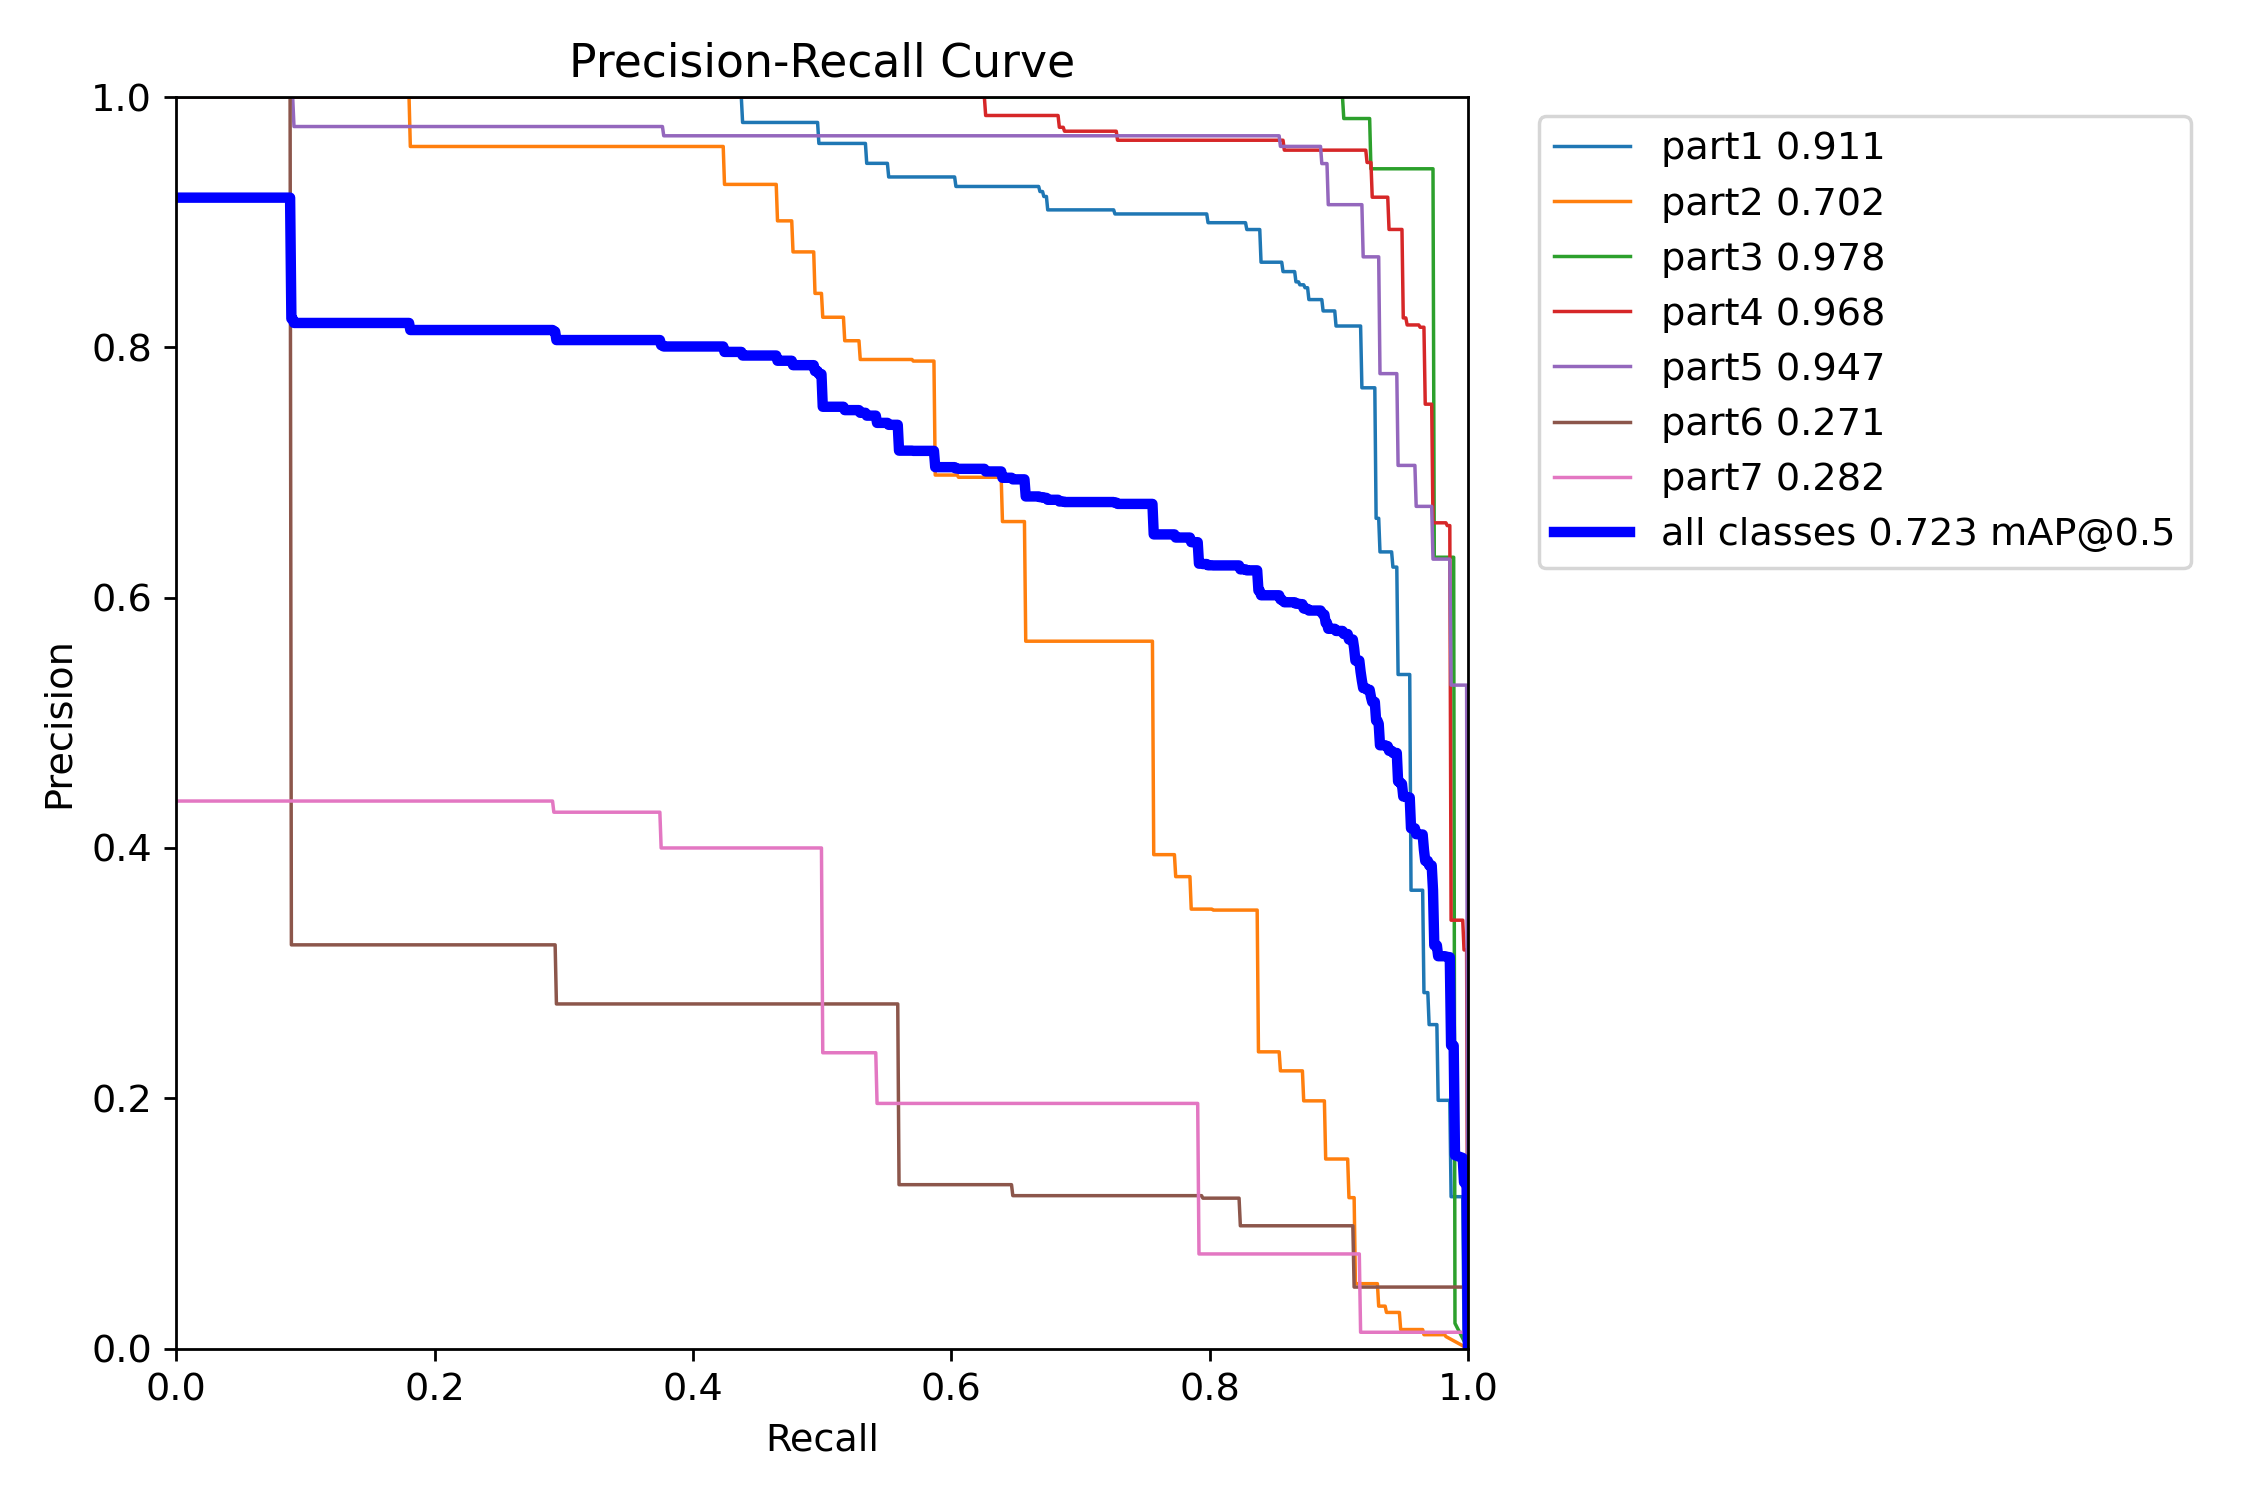 Precision-Recall Curve
1.0
0.8
0.6
0.4
0.2
0.0
Precision
0.0 0.2 0.4 0.6 0.8 1.0
Recall
part1 0.911
part2 0.702
part3 0.978
part4 0.968
part5 0.947
part6 0.271
part7 0.282
all classes 0.723 mAP@0.5